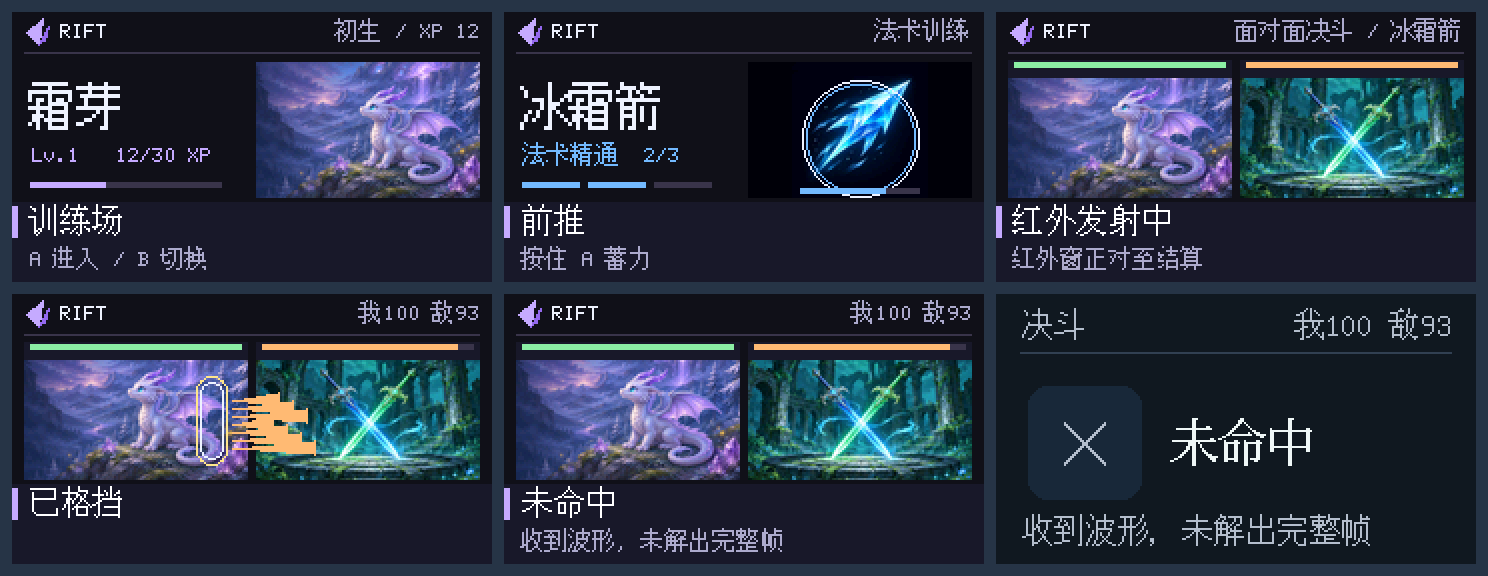 RIFT 初生 / XP 12
霜芽
Lv.1 12/30 XP
训练场
A 进入 / B 切换
RIFT 法卡训练
冰霜箭
法卡精通 2/3
前推
按住 A 蓄力
RIFT 面对面决斗 / 冰霜箭
红外发射中
红外窗正对至结算
RIFT 我100 敌93
已格挡
RIFT 我100 敌93
未命中
收到波形, 未解出完整帧
决斗 我100 敌93
未命中
收到波形, 未解出完整帧